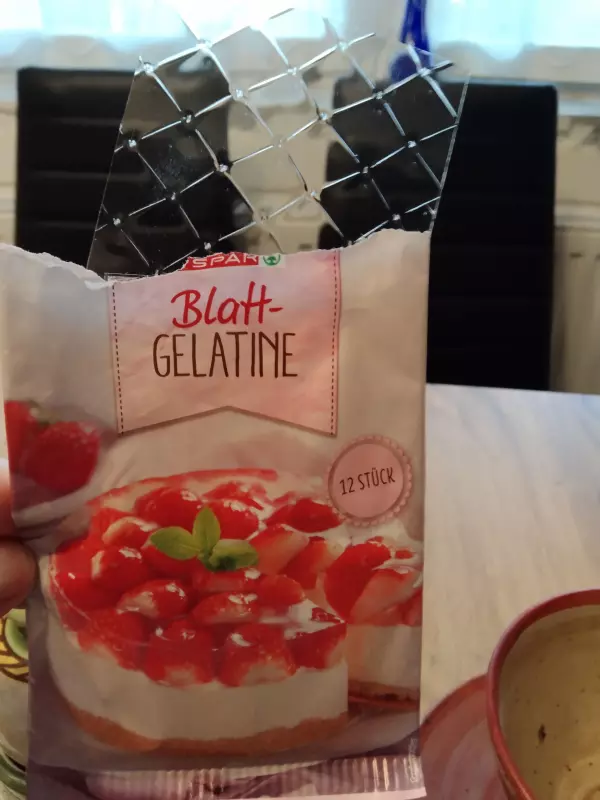 SPAR
Blatt-
GELATINE
12 STÜCK